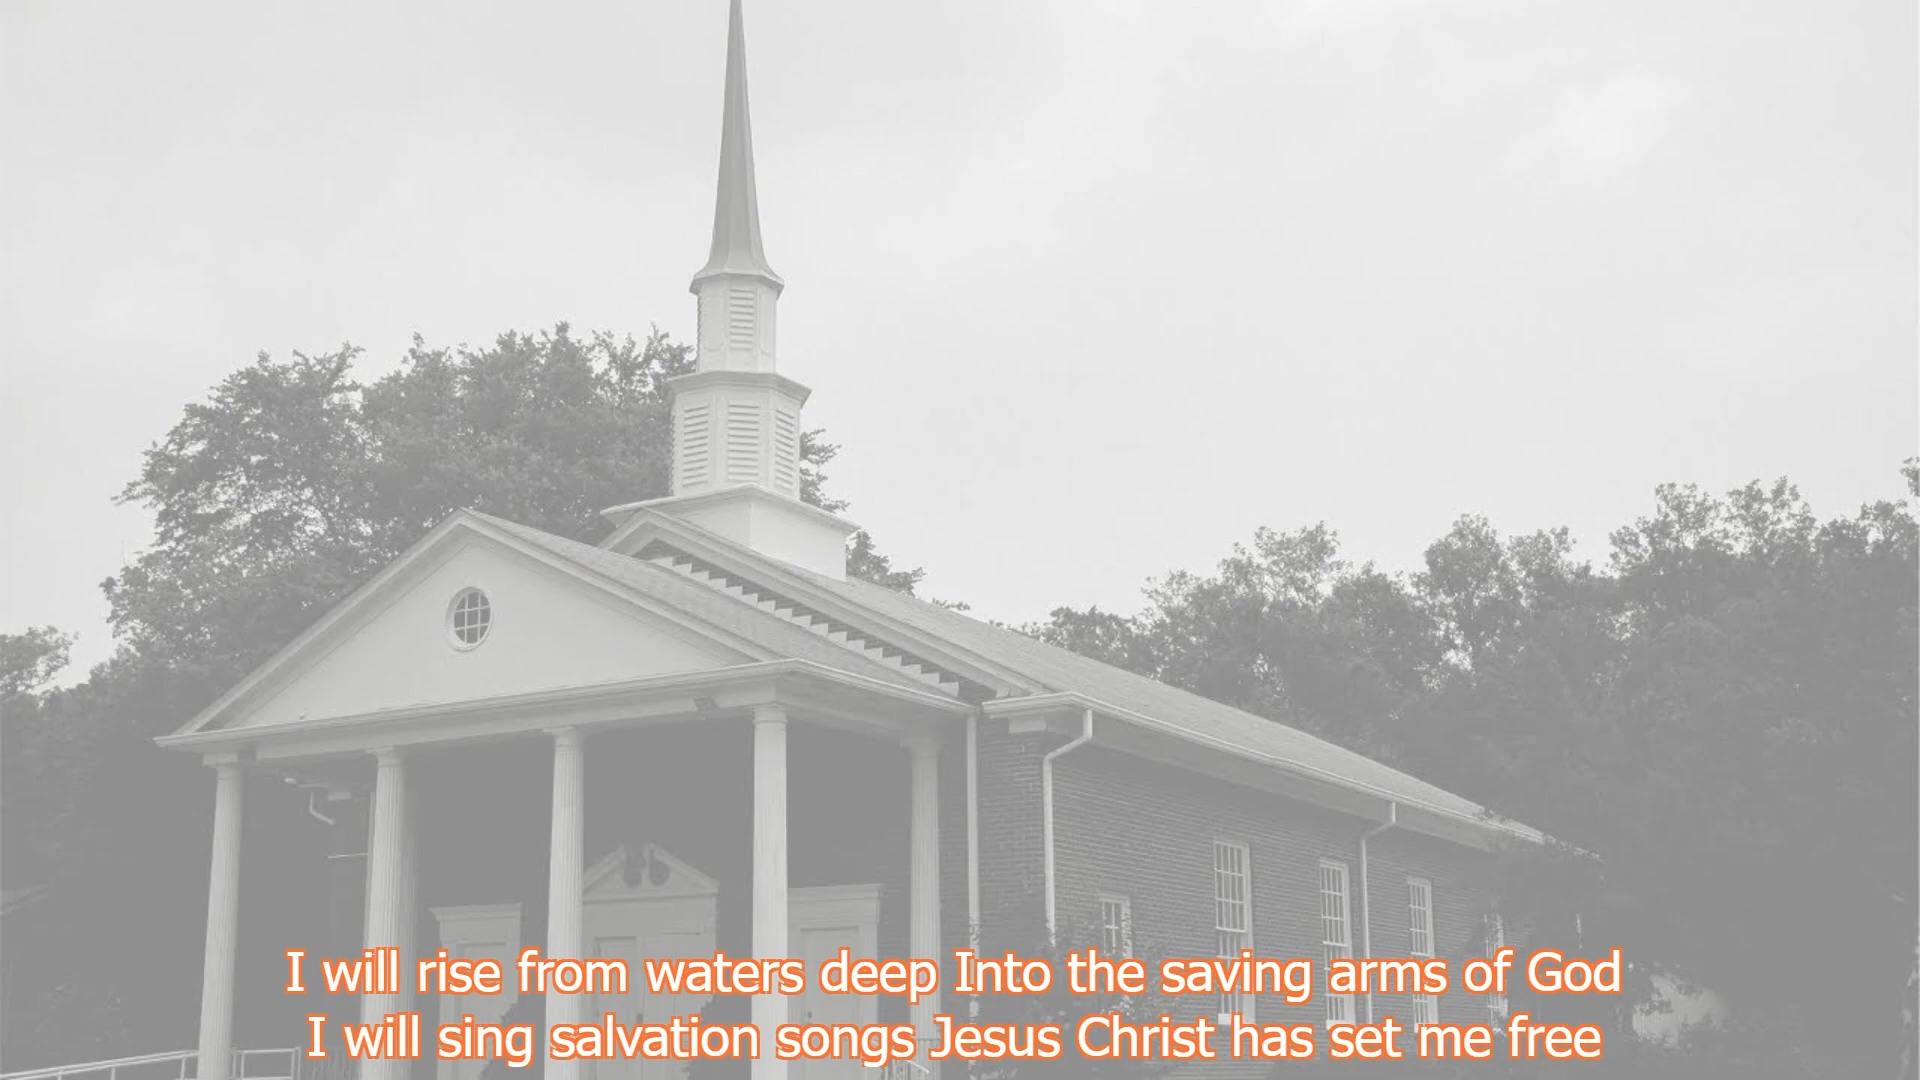 I will rise from waters deep Into the saving arms of God
I will sing salvation songs Jesus Christ has set me free